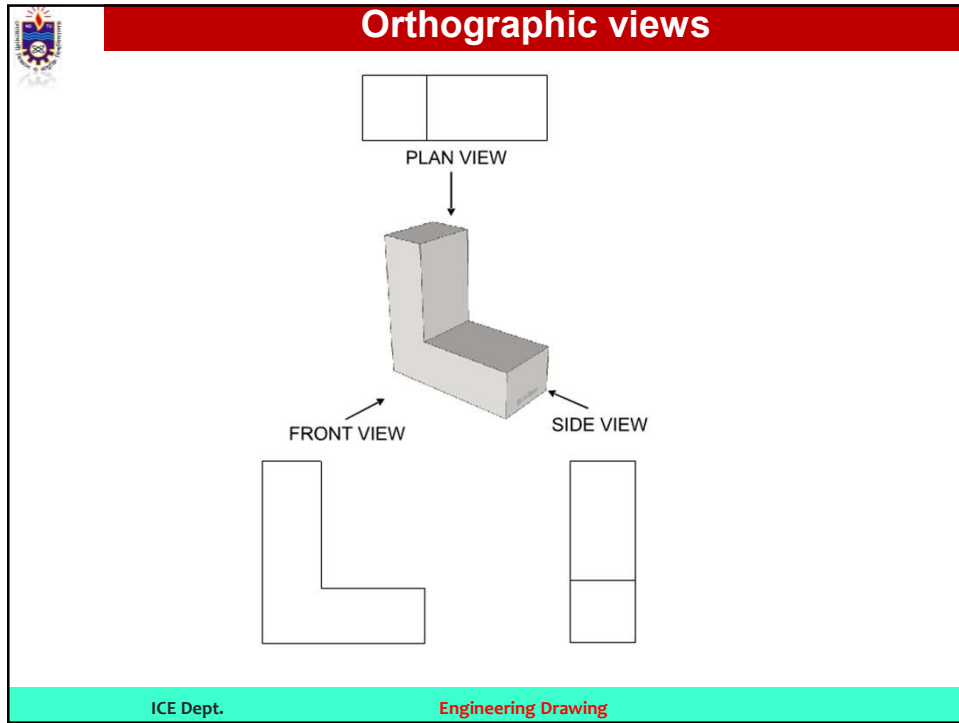 Orthographic views
PLAN VIEW
FRONT VIEW
SIDE VIEW
ICE Dept.
Engineering Drawing